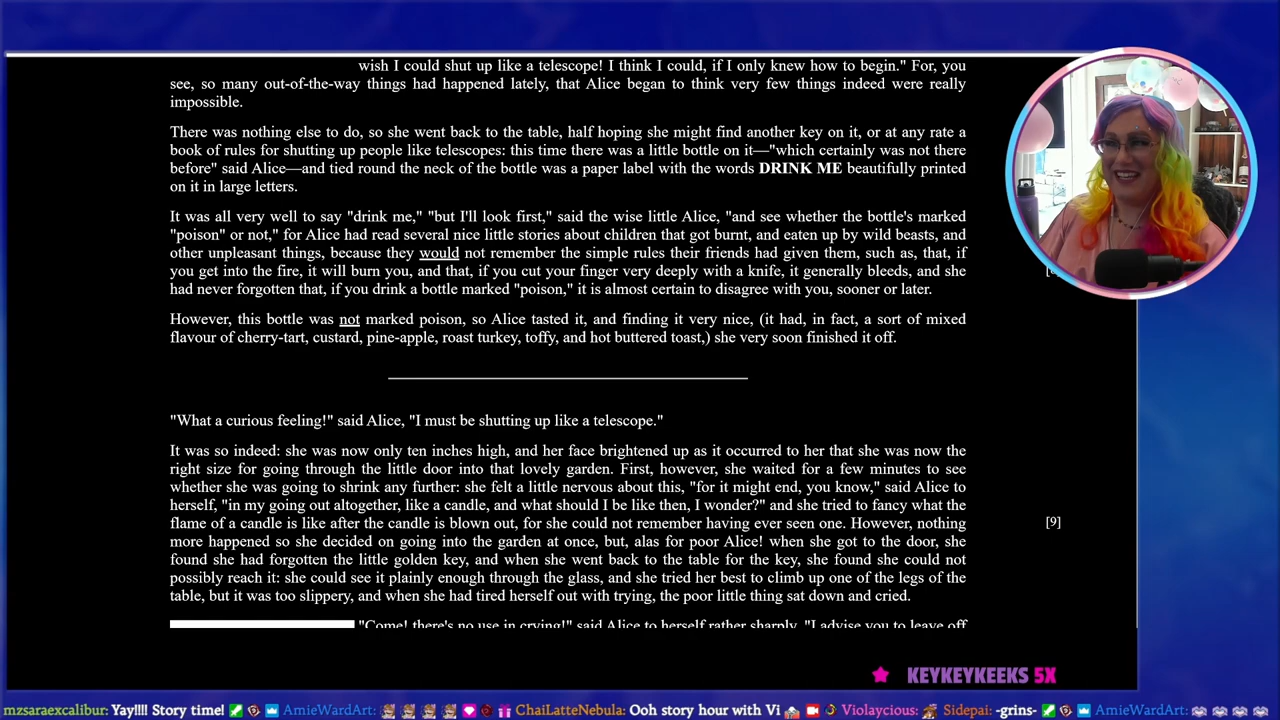 wish I could shut up like a telescope! I think I could, if I only knew how to begin." For, you
see, so many out-of-the-way things had happened lately, that Alice began to think very few things indeed were really
impossible.
There was nothing else to do, so she went back to the table, half hoping she might find another key on it, or at any rate a
book of rules for shutting up people like telescopes: this time there was a little bottle on it—"which certainly was not there
before" said Alice—and tied round the neck of the bottle was a paper label with the words DRINK ME beautifully printed
on it in large letters.
It was all very well to say "drink me," "but I'll look first," said the wise little Alice, "and see whether the bottle's marked
"poison" or not," for Alice had read several nice little stories about children that got burnt, and eaten up by wild beasts, and
other unpleasant things, because they would not remember the simple rules their friends had given them, such as, that, if
you get into the fire, it will burn you, and that, if you cut your finger very deeply with a knife, it generally bleeds, and she
had never forgotten that, if you drink a bottle marked "poison," it is almost certain to disagree with you, sooner or later.
However, this bottle was not marked poison, so Alice tasted it, and finding it very nice, (it had, in fact, a sort of mixed
flavour of cherry-tart, custard, pine-apple, roast turkey, toffy, and hot buttered toast,) she very soon finished it off.
"What a curious feeling!" said Alice, "I must be shutting up like a telescope."
It was so indeed: she was now only ten inches high, and her face brightened up as it occurred to her that she was now the
right size for going through the little door into that lovely garden. First, however, she waited for a few minutes to see
whether she was going to shrink any further: she felt a little nervous about this, "for it might end, you know," said Alice to
herself, "in my going out altogether, like a candle, and what should I be like then, I wonder?" and she tried to fancy what the
flame of a candle is like after the candle is blown out, for she could not remember having ever seen one. However, nothing
[9]
more happened so she decided on going into the garden at once, but, alas for poor Alice! when she got to the door, she
found she had forgotten the little golden key, and when she went back to the table for the key, she found she could not
possibly reach it: she could see it plainly enough through the glass, and she tried her best to climb up one of the legs of the
table, but it was too slippery, and when she had tired herself out with trying, the poor little thing sat down and cried.
"Come! there's no use in crying!" said Alice to herself rather sharply, "I advise you to leave off
KEYKEYKEEKS 5X
mzsaraexcalibur: Yay!!!! Story time! AmieWardArt: ChaiLatteNebula: Ooh story hour with Vi Violaycious: Sidepai: -grins- AmieWardArt: